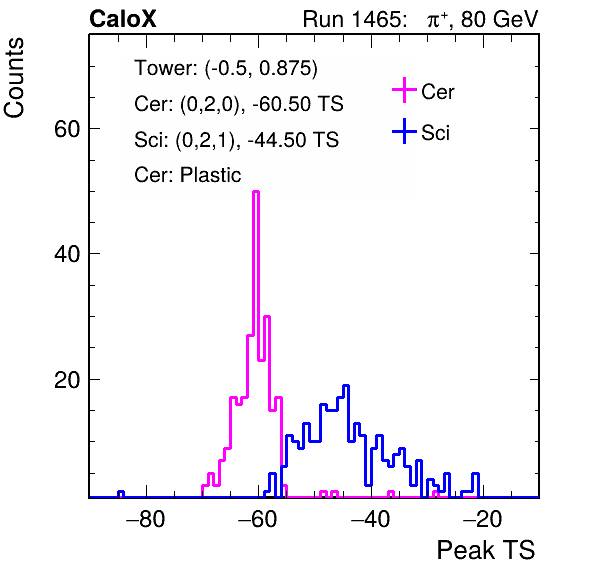 CaloX Run 1465: π⁺, 80 GeV
Counts
Tower: (-0.5, 0.875)
Cer: (0,2,0), -60.50 TS
Sci: (0,2,1), -44.50 TS
Cer: Plastic
Cer
Sci
60
40
20
−80 −60 −40 −20
Peak TS